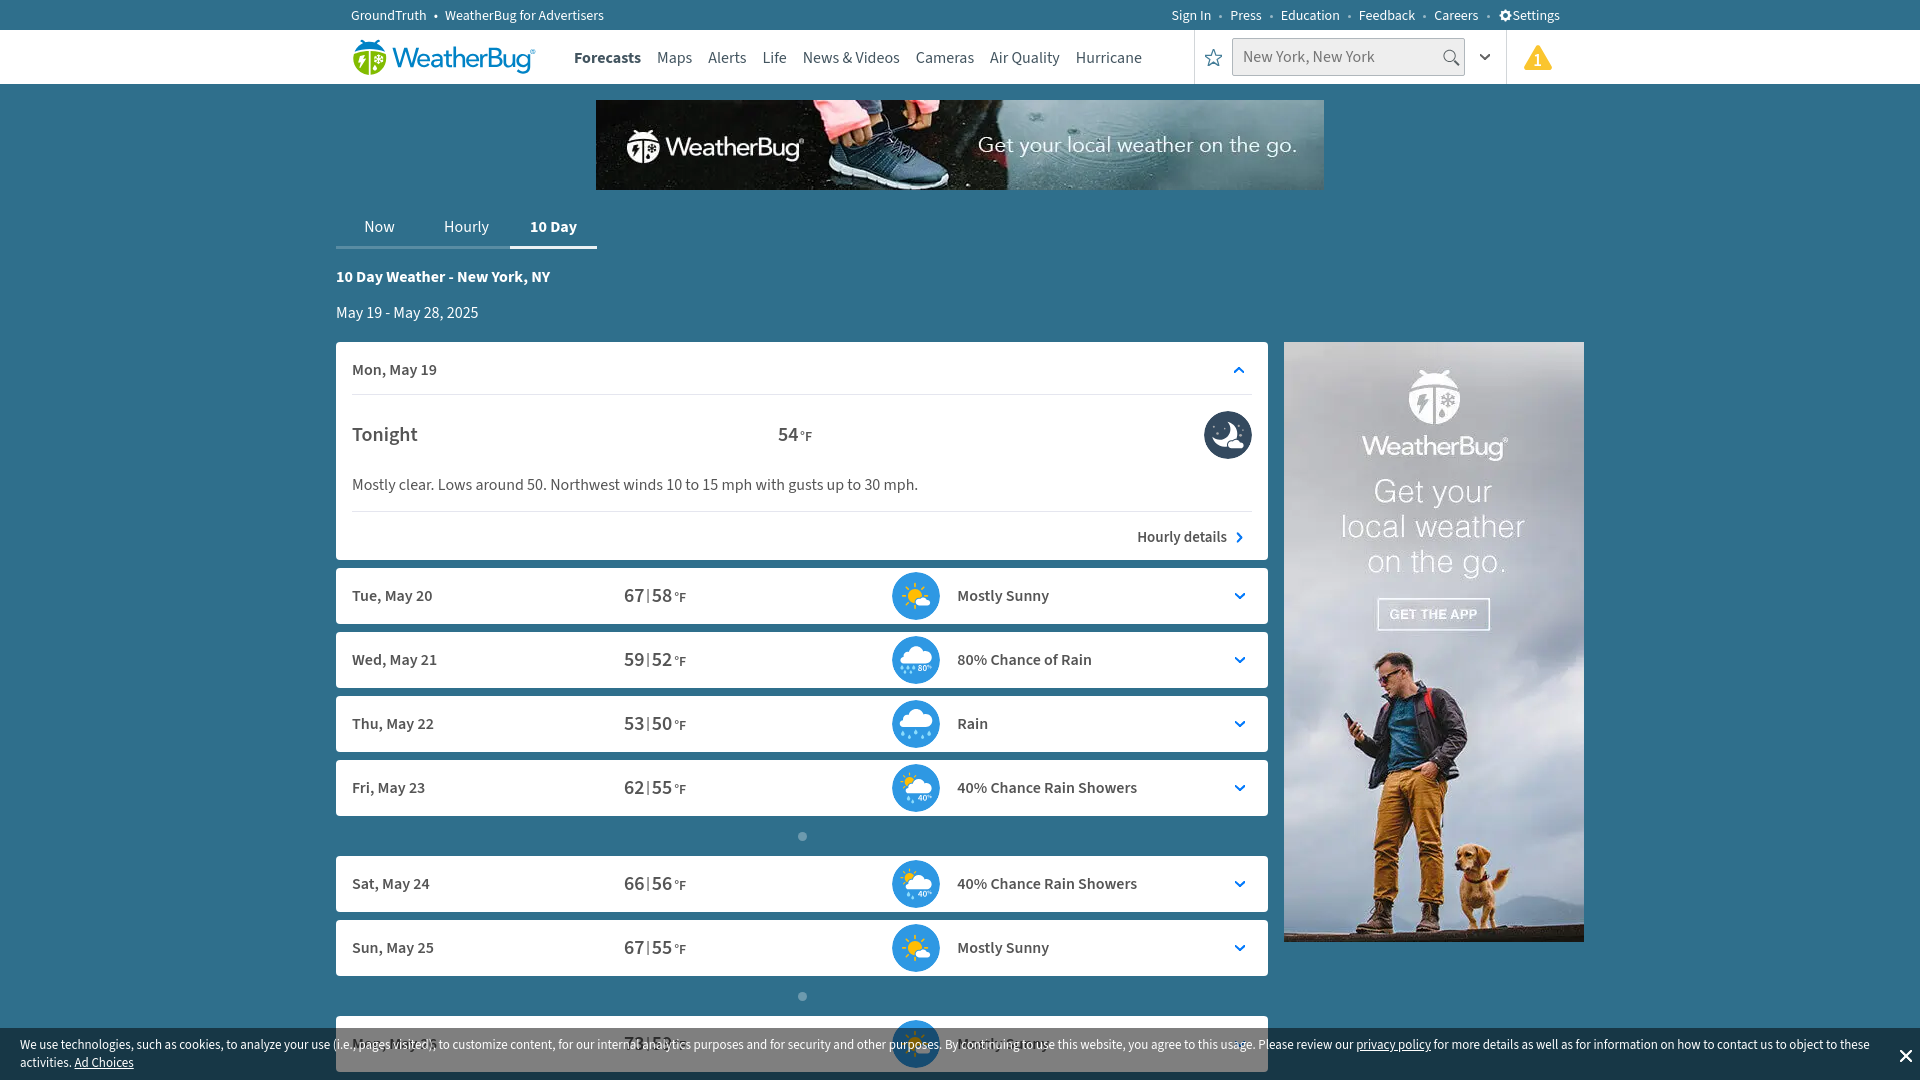 GroundTruth • WeatherBug for Advertisers
Sign In • Press • Education • Feedback • Careers • Settings
WeatherBug®
Forecasts Maps Alerts Life News & Videos Cameras Air Quality Hurricane
New York, New York
1
WeatherBug®
Get your local weather on the go.
Now Hourly 10 Day
10 Day Weather - New York, NY
May 19 - May 28, 2025
Mon, May 19
Tonight 54 °F
Mostly clear. Lows around 50. Northwest winds 10 to 15 mph with gusts up to 30 mph.
Hourly details
Tue, May 20 67|58 °F Mostly Sunny
Wed, May 21 59|52 °F 80% 80% Chance of Rain
Thu, May 22 53|50 °F Rain
Fri, May 23 62|55 °F 40% 40% Chance Rain Showers
Sat, May 24 66|56 °F 40% 40% Chance Rain Showers
Sun, May 25 67|55 °F Mostly Sunny
WeatherBug®
Get your
local weather
on the go.
GET THE APP
We use technologies, such as cookies, to analyze your use (i.e., pages visited), to customize content, for our internal analytics purposes and for security and other purposes. By continuing to use this website, you agree to this usage. Please review our privacy policy for more details as well as for information on how to contact us to object to these
activities. Ad Choices